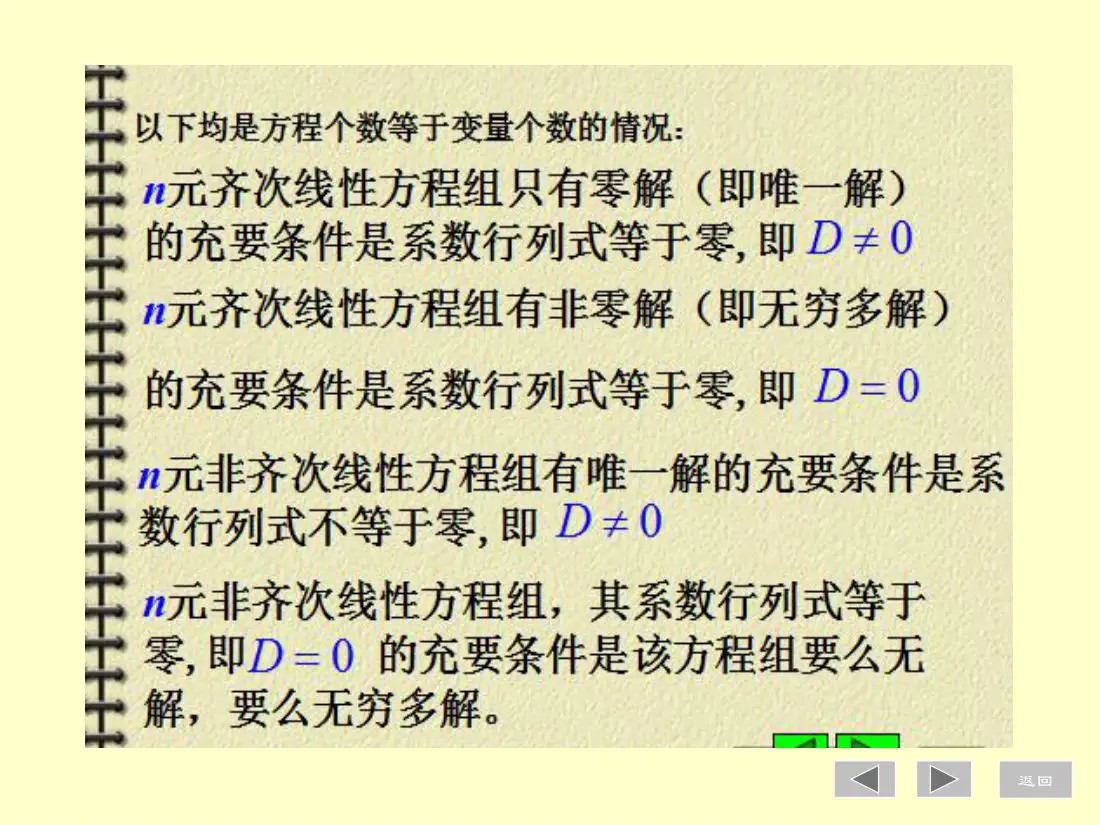 以下均是方程个数等于变量个数的情况：
n元齐次线性方程组只有零解（即唯一解）
的充要条件是系数行列式等于零,即 D ≠ 0
n元齐次线性方程组有非零解（即无穷多解）
的充要条件是系数行列式等于零,即 D = 0
n元非齐次线性方程组有唯一解的充要条件是系
数行列式不等于零,即 D ≠ 0
n元非齐次线性方程组，其系数行列式等于
零,即D = 0 的充要条件是该方程组要么无
解，要么无穷多解。
返回